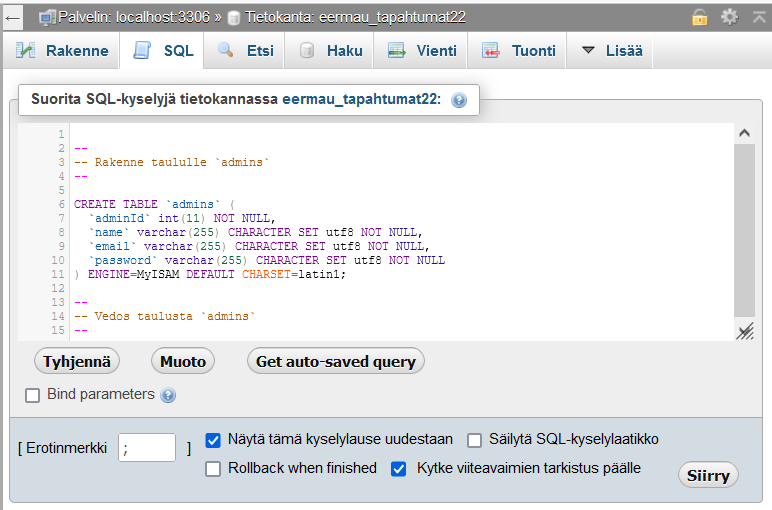 Palvelin: localhost:3306 » Tietokanta: eermau_tapahtumat22
Rakenne SQL Etsi Haku Vienti Tuonti Lisää
Suorita SQL-kyselyjä tietokannassa eermau_tapahtumat22:
1
2 --
3 -- Rakenne taululle `admins`
4 --
5
6 CREATE TABLE `admins` (
7 `adminId` int(11) NOT NULL,
8 `name` varchar(255) CHARACTER SET utf8 NOT NULL,
9 `email` varchar(255) CHARACTER SET utf8 NOT NULL,
10 `password` varchar(255) CHARACTER SET utf8 NOT NULL
11 ) ENGINE=MyISAM DEFAULT CHARSET=latin1;
12
13 --
14 -- Vedos taulusta `admins`
15 --
Tyhjennä Muoto Get auto-saved query
Bind parameters
[ Erotinmerkki ; ] Näytä tämä kyselylause uudestaan Säilytä SQL-kyselylaatikko
Rollback when finished Kytke viiteavaimien tarkistus päälle
Siirry